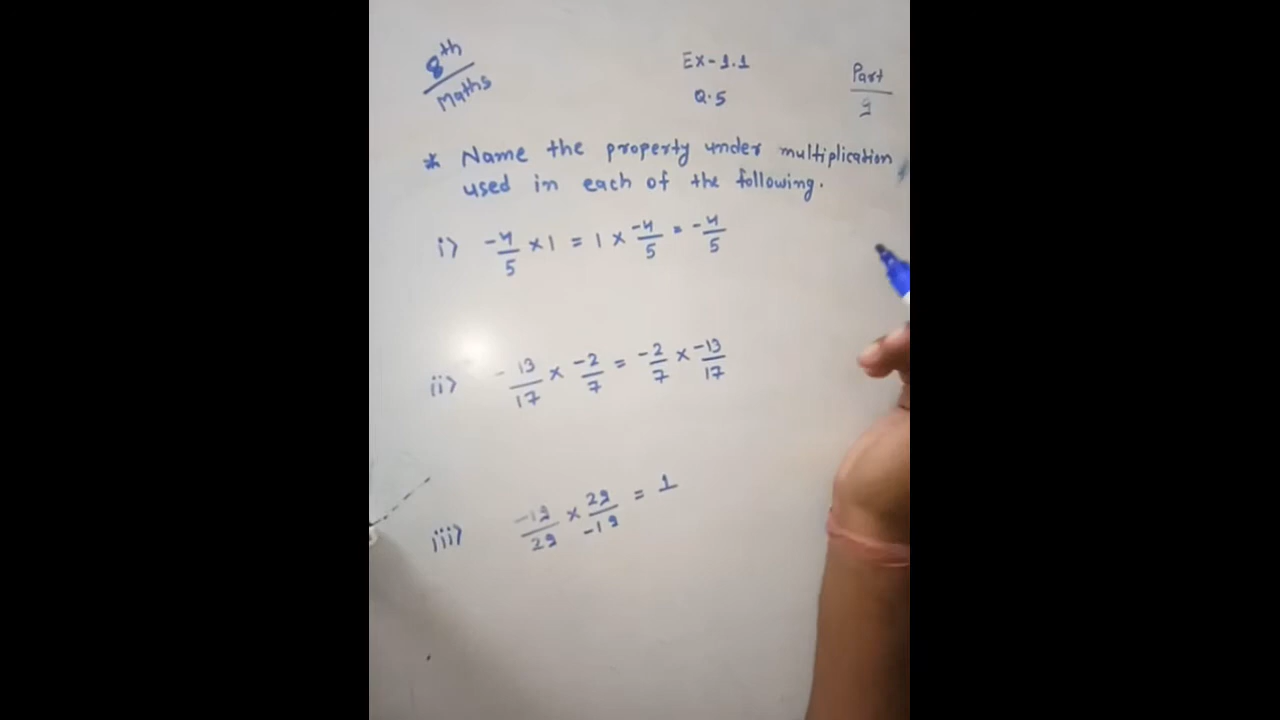 8th
Maths
Ex-1.1
Q.5
Part
9
* Name the property under multiplication
used in each of the following.
i) -4/5 × 1 = 1 × -4/5 = -4/5
ii) -13/17 × -2/7 = -2/7 × -13/17
iii) -19/29 × 29/-19 = 1